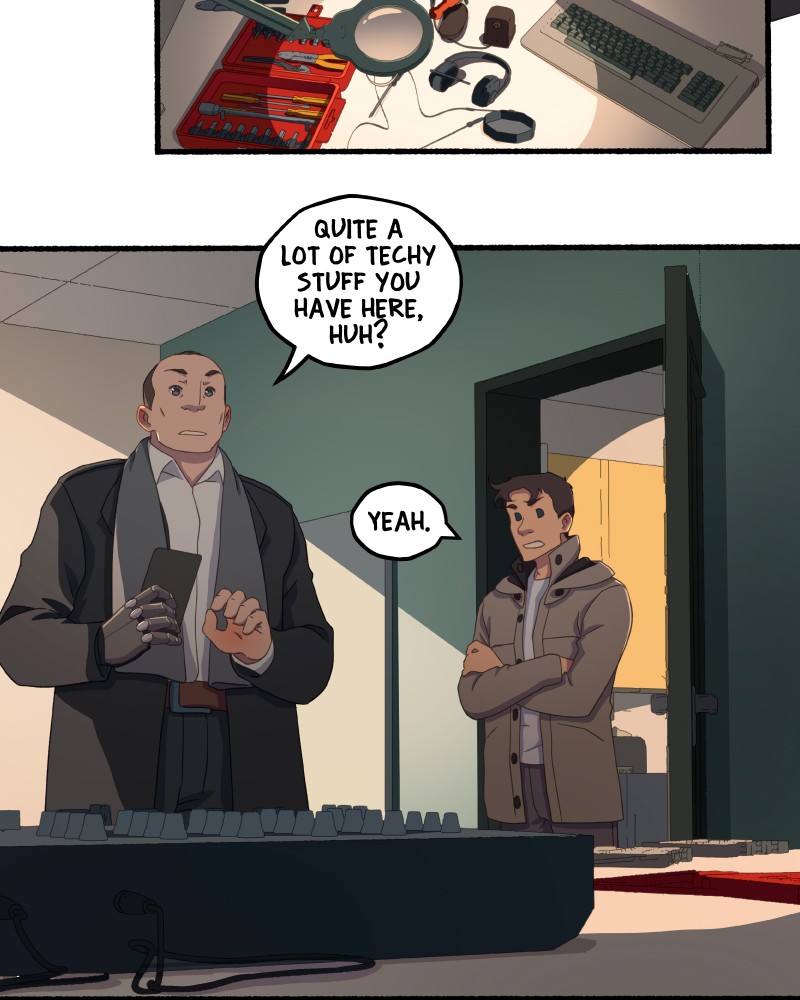 QUITE A
LOT OF TECHY
STUFF YOU
HAVE HERE,
HUH?
YEAH.